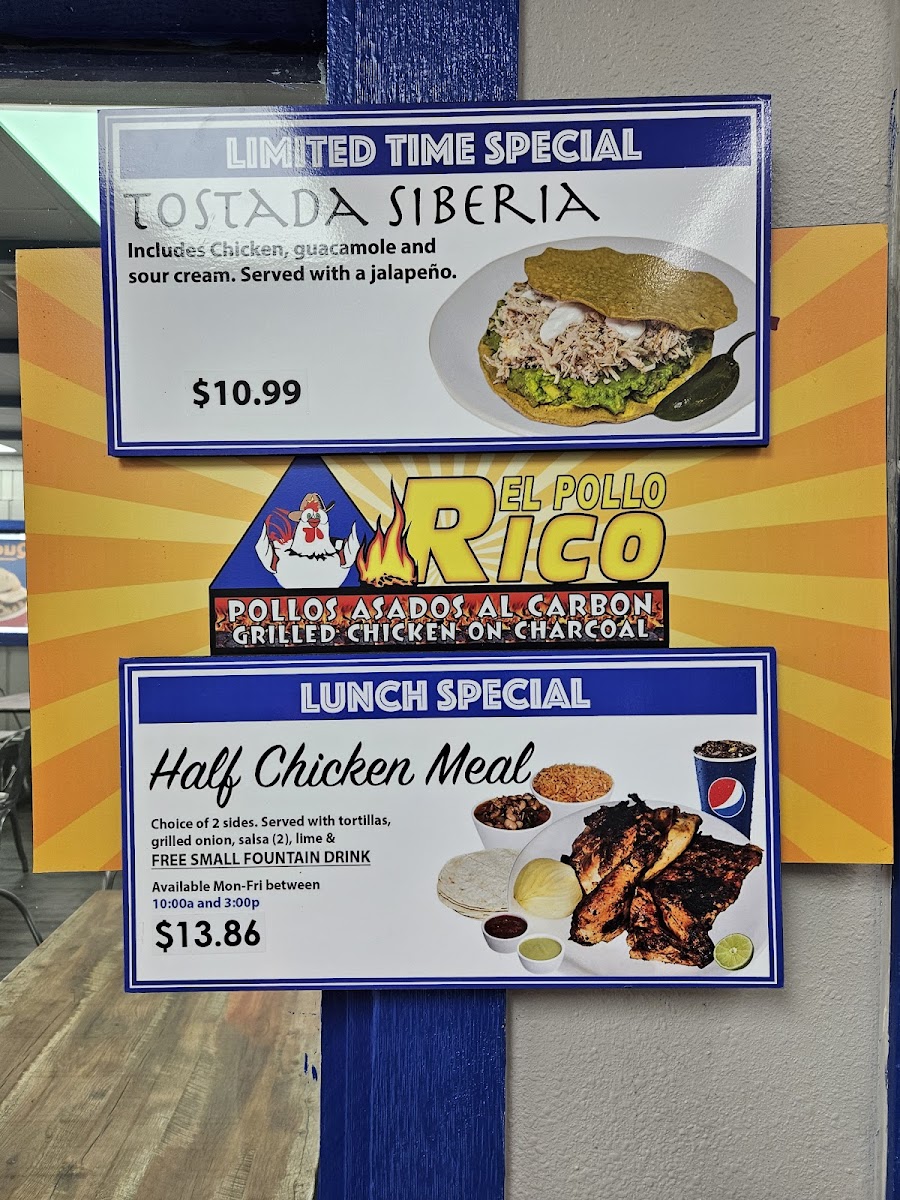 LIMITED TIME SPECIAL
TOSTADA SIBERIA
Includes Chicken, guacamole and
sour cream. Served with a jalapeño.
$10.99
EL POLLO
RICO
POLLOS ASADOS AL CARBON
GRILLED CHICKEN ON CHARCOAL
LUNCH SPECIAL
Half Chicken Meal
Choice of 2 sides. Served with tortillas,
grilled onion, salsa (2), lime &
FREE SMALL FOUNTAIN DRINK
Available Mon-Fri between
10:00a and 3:00p
$13.86